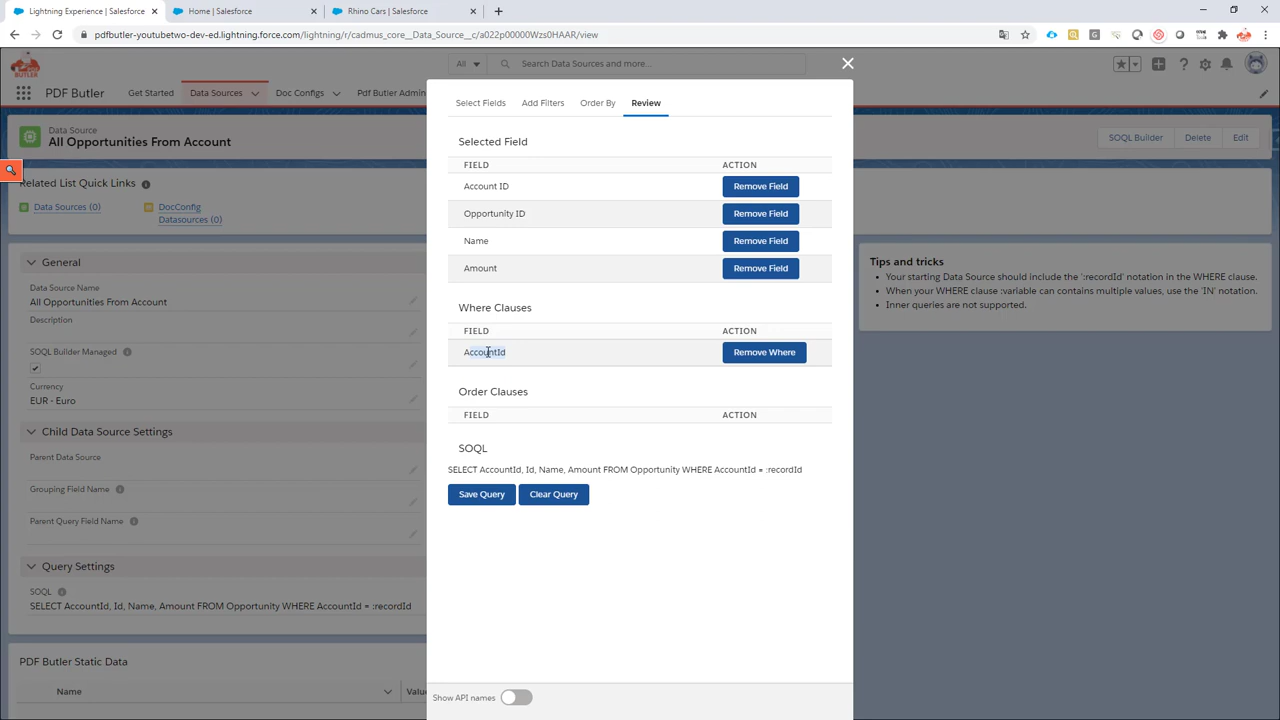 Lightning Experience | Salesforce
Home | Salesforce
Rhino Cars | Salesforce
pdfbutler-youtubetwo-dev-ed.lightning.force.com/lightning/r/cadmus_core__Data_Source__c/a022p00000Wzs0HAAR/view
BUTLER
All
Search Data Sources and more...
PDF Butler
Get Started
Data Sources
Doc Configs
Pdf Butler Admin
Data Source
All Opportunities From Account
SOQL Builder
Delete
Edit
Related List Quick Links
Data Sources (0)
DocConfig
Datasources (0)
General
Data Source Name
All Opportunities From Account
Description
SOQL Builder Managed
Currency
EUR - Euro
Child Data Source Settings
Parent Data Source
Grouping Field Name
Parent Query Field Name
Query Settings
SOQL
SELECT AccountId, Id, Name, Amount FROM Opportunity WHERE AccountId = :recordId
PDF Butler Static Data
Name
Value
Select Fields
Add Filters
Order By
Review
Selected Field
FIELD
ACTION
Account ID
Remove Field
Opportunity ID
Remove Field
Name
Remove Field
Amount
Remove Field
Where Clauses
FIELD
ACTION
AccountId
Remove Where
Order Clauses
FIELD
ACTION
SOQL
SELECT AccountId, Id, Name, Amount FROM Opportunity WHERE AccountId = :recordId
Save Query
Clear Query
Show API names
Tips and tricks
Your starting Data Source should include the ':recordId' notation in the WHERE clause.
When your WHERE clause :variable can contains multiple values, use the 'IN' notation.
Inner queries are not supported.